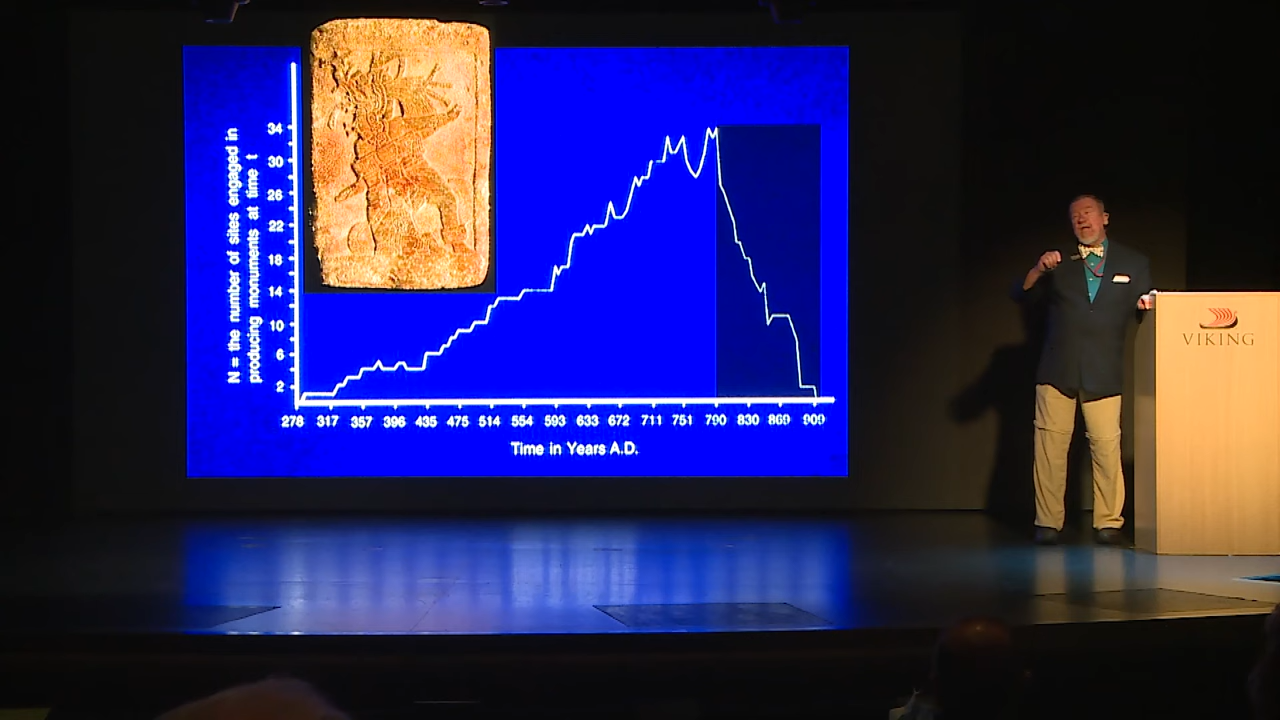 N = the number of sites engaged in
producing monuments at time t
34
30
26
22
18
14
10
6
2
278 317 357 396 435 475 514 554 593 633 672 711 751 790 830 869 909
Time in Years A.D.
VIKING